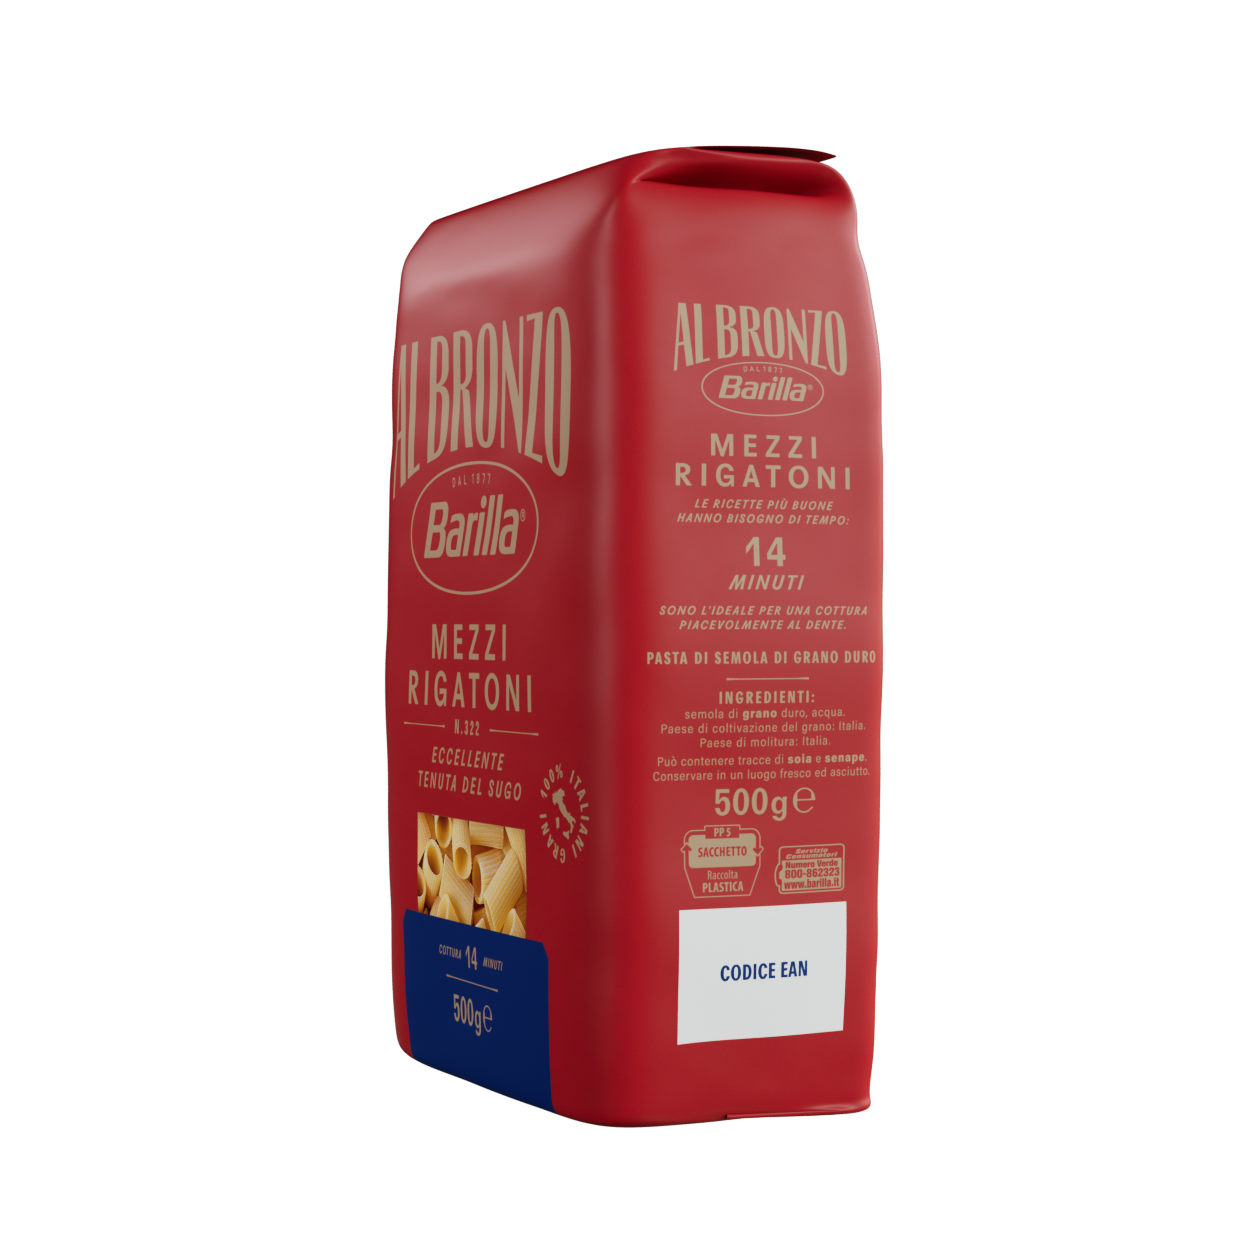 AL BRONZO
DAL 1877
Barilla®
MEZZI
RIGATONI
N.322
ECCELLENTE
TENUTA DEL SUGO
GRANI 100% ITALIANI
COTTURA 14 MINUTI
500g℮
AL BRONZO
DAL 1877
Barilla®
MEZZI
RIGATONI
LE RICETTE PIÙ BUONE
HANNO BISOGNO DI TEMPO:
14
MINUTI
SONO L'IDEALE PER UNA COTTURA
PIACEVOLMENTE AL DENTE.
PASTA DI SEMOLA DI GRANO DURO
INGREDIENTI:
semola di grano duro, acqua.
Paese di coltivazione del grano: Italia.
Paese di molitura: Italia.
Può contenere tracce di soia e senape.
Conservare in un luogo fresco ed asciutto.
500g℮
PP 5
SACCHETTO
Raccolta
PLASTICA
Servizio
Consumatori
Numero Verde
800-862323
www.barilla.it
CODICE EAN